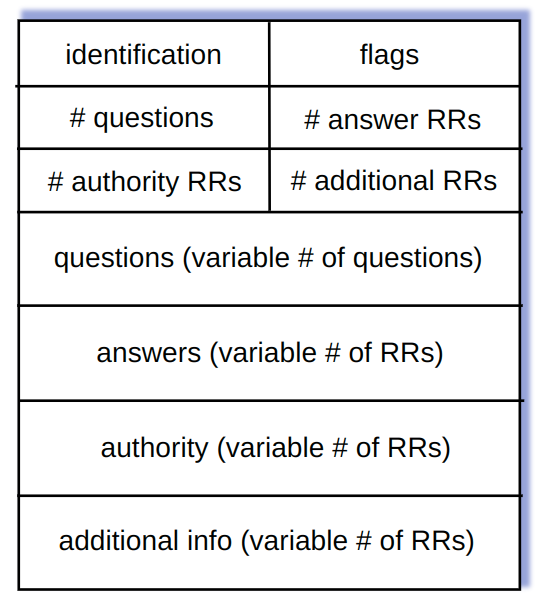 identification
flags
# questions
# answer RRs
# authority RRs
# additional RRs
questions (variable # of questions)
answers (variable # of RRs)
authority (variable # of RRs)
additional info (variable # of RRs)